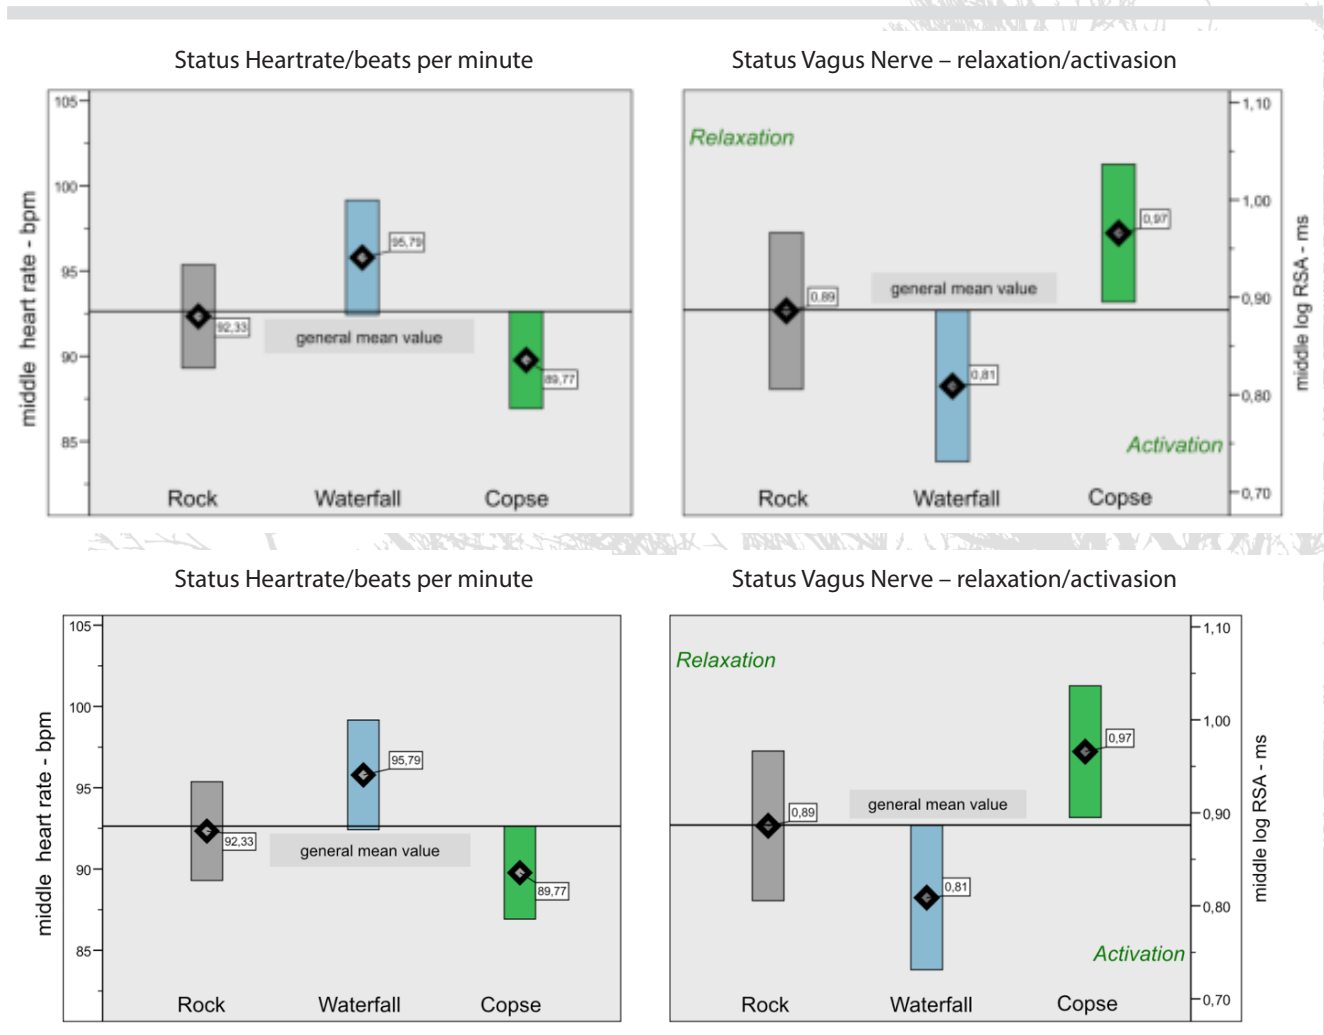 Status Heartrate/beats per minute
Status Vagus Nerve – relaxation/activasion
105
100
95
90
85
middle heart rate - bpm
92,33
95,79
89,77
general mean value
Rock
Waterfall
Copse
Relaxation
Activation
general mean value
0,89
0,81
0,97
Rock
Waterfall
Copse
1,10
1,00
0,90
0,80
0,70
middle log RSA - ms
Status Heartrate/beats per minute
Status Vagus Nerve – relaxation/activasion
105
100
95
90
85
middle heart rate - bpm
92,33
95,79
89,77
general mean value
Rock
Waterfall
Copse
Relaxation
Activation
general mean value
0,89
0,81
0,97
Rock
Waterfall
Copse
1,10
1,00
0,90
0,80
0,70
middle log RSA - ms